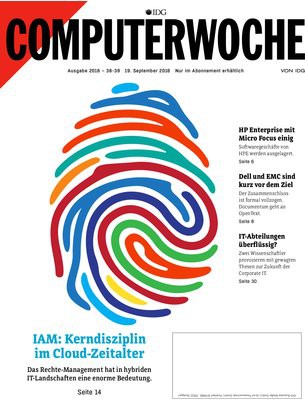 IDG
COMPUTERWOCHE
Ausgabe 2016 – 38-39 19. September 2016 Nur im Abonnement erhältlich VON IDG
HP Enterprise mit
Micro Focus einig
Softwaregeschäfte von
HPE werden ausgelagert.
Seite 6
Dell und EMC sind
kurz vor dem Ziel
Der Zusammenschluss
ist formal vollzogen.
Documentum geht an
OpenText.
Seite 8
IT-Abteilungen
überflüssig?
Zwei Wissenschaftler
provozieren mit gewagten
Thesen zur Zukunft der
Corporate IT.
Seite 30
IAM: Kerndisziplin
im Cloud-Zeitalter
Das Rechte-Management hat in hybriden
IT-Landschaften eine enorme Bedeutung.
Seite 14